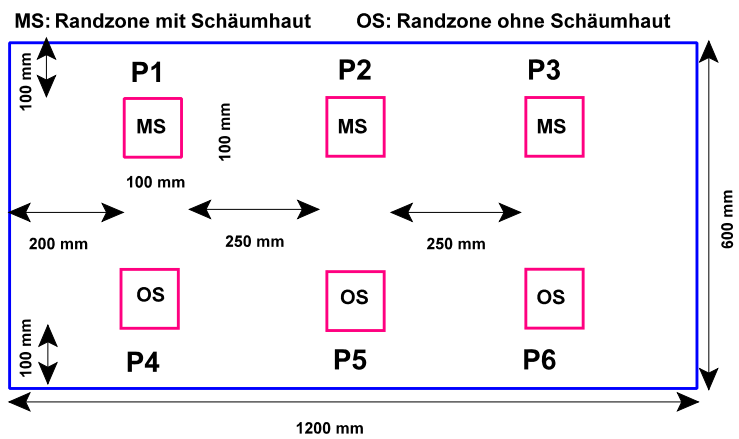 MS: Randzone mit Schäumhaut OS: Randzone ohne Schäumhaut
100 mm
P1 P2 P3
MS MS MS
100 mm
100 mm
200 mm 250 mm 250 mm
600 mm
OS OS OS
100 mm
P4 P5 P6
1200 mm